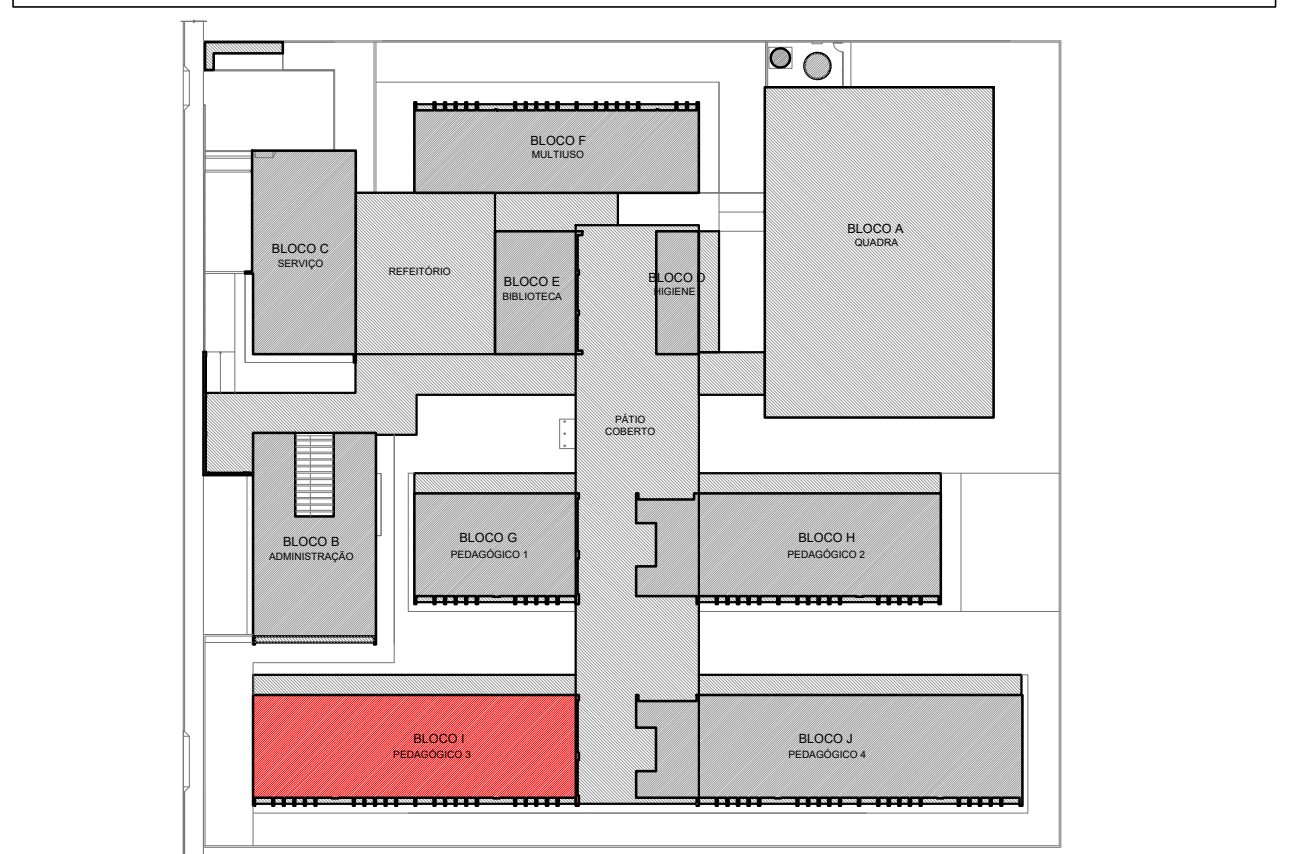 BLOCO F
MULTIUSO
BLOCO A
QUADRA
BLOCO C
SERVIÇO
REFEITÓRIO
BLOCO E
BIBLIOTECA
BLOCO D
HIGIENE
PÁTIO
COBERTO
BLOCO B
ADMINISTRAÇÃO
BLOCO G
PEDAGÓGICO 1
BLOCO H
PEDAGÓGICO 2
BLOCO I
PEDAGÓGICO 3
BLOCO J
PEDAGÓGICO 4